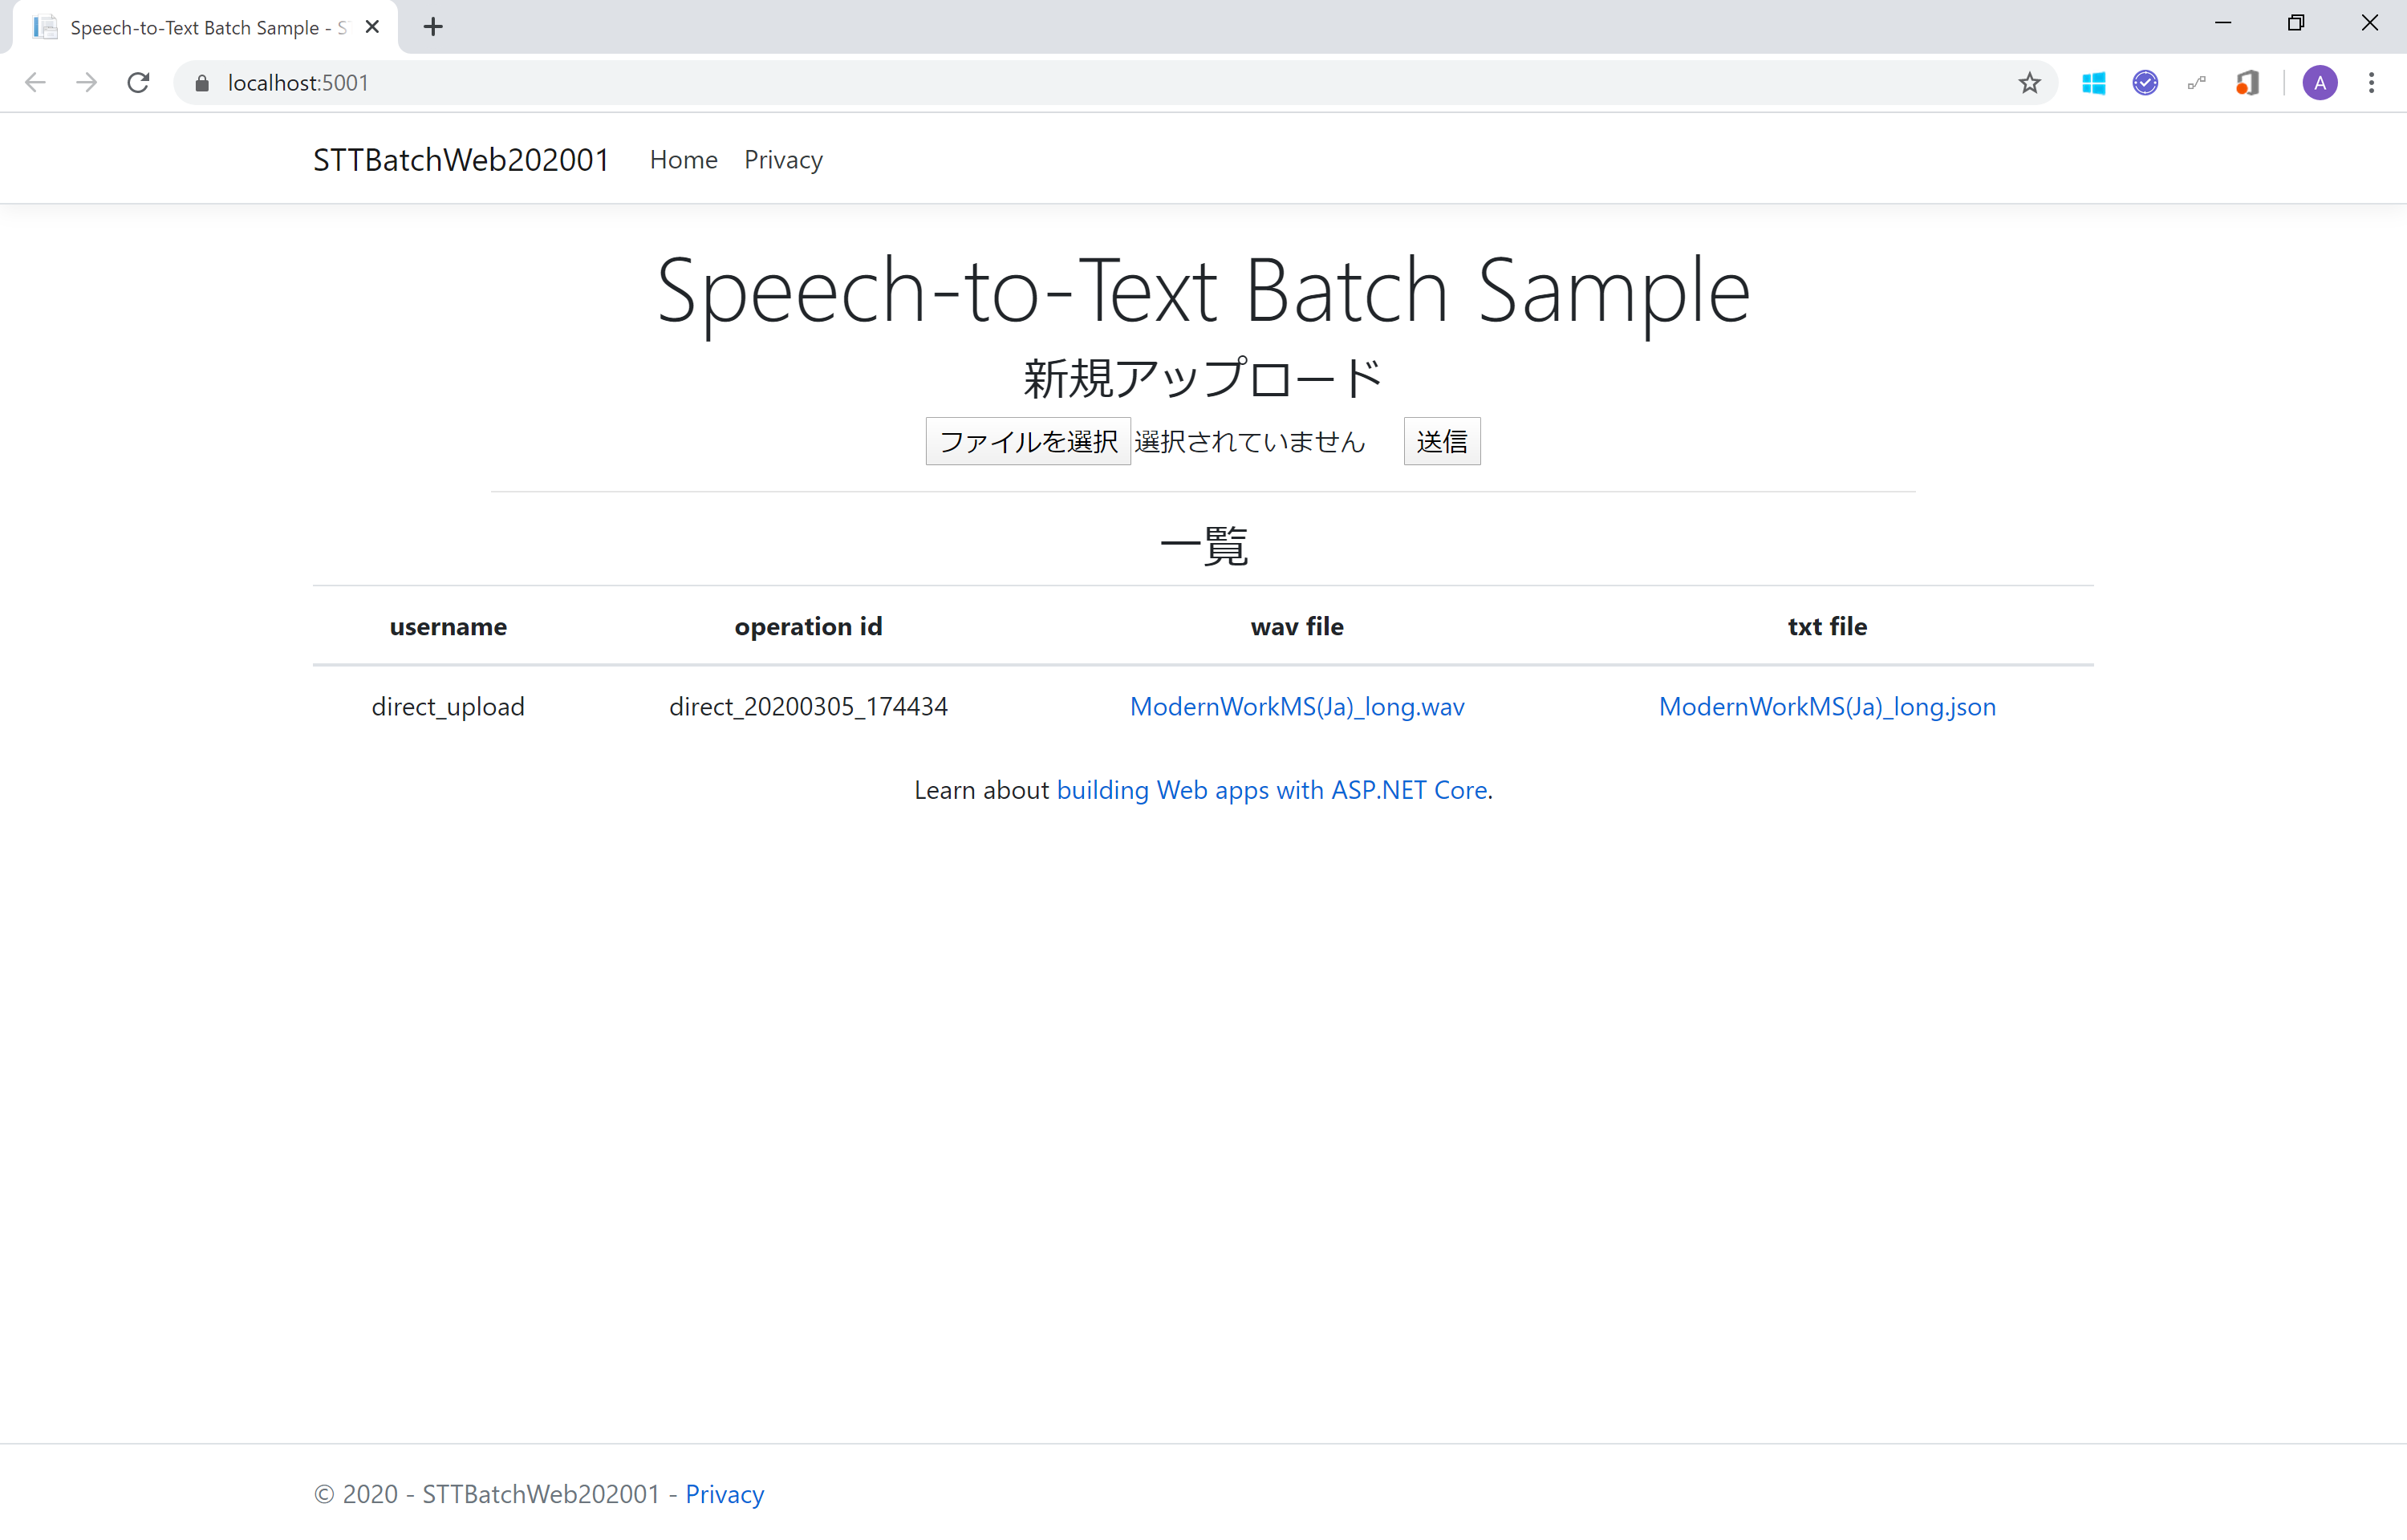 Speech-to-Text Batch Sample - S
localhost:5001
A
STTBatchWeb202001 Home Privacy
Speech-to-Text Batch Sample
新規アップロード
ファイルを選択 選択されていません 送信
一覧
username operation id wav file txt file
direct_upload direct_20200305_174434 ModernWorkMS(Ja)_long.wav ModernWorkMS(Ja)_long.json
Learn about building Web apps with ASP.NET Core.
© 2020 - STTBatchWeb202001 - Privacy